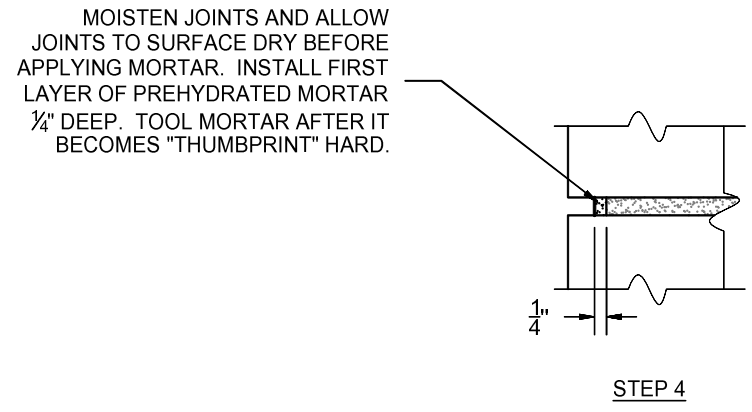 MOISTEN JOINTS AND ALLOW
JOINTS TO SURFACE DRY BEFORE
APPLYING MORTAR. INSTALL FIRST
LAYER OF PREHYDRATED MORTAR
¼" DEEP. TOOL MORTAR AFTER IT
BECOMES "THUMBPRINT" HARD.
¼"
STEP 4